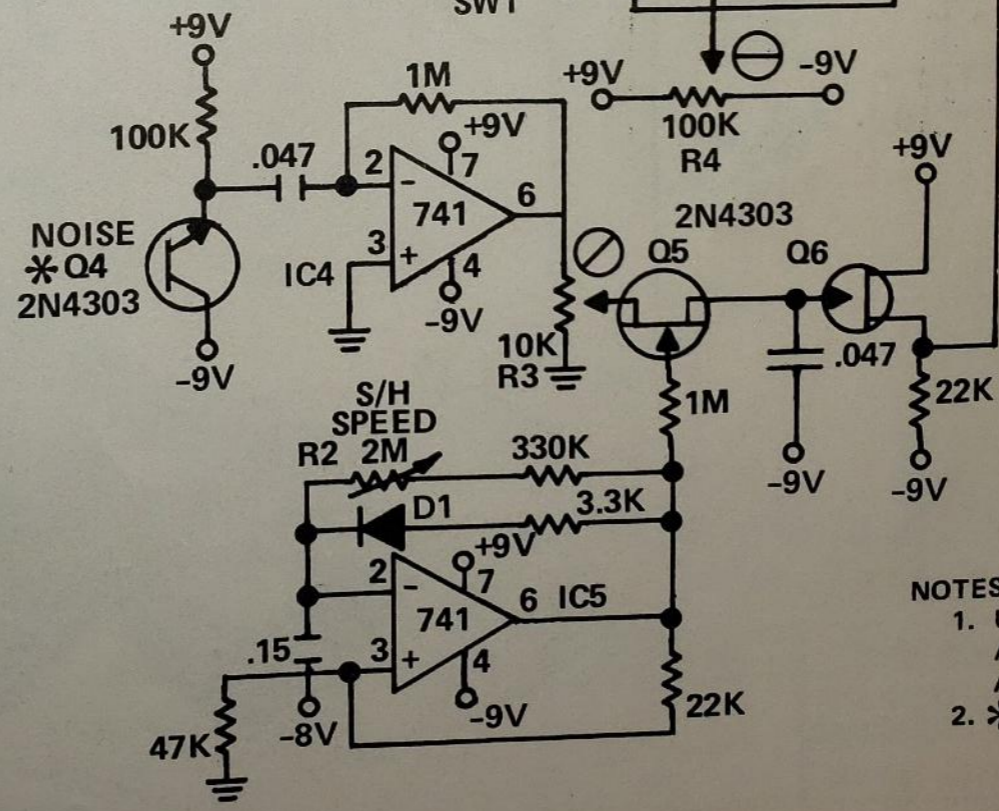 SW1
+9V
100K
.047
1M
2
-
+9V
7
741
6
3
+
IC4
4
-9V
NOISE
* Q4
2N4303
-9V
+9V
-9V
100K
R4
2N4303
Q5
Q6
+9V
10K
R3
1M
.047
-9V
22K
-9V
S/H
SPEED
R2 2M
330K
D1
3.3K
+9V
2
-
7
741
6 IC5
3
+
4
-9V
.15
-8V
47K
22K
NOTES
1.
2. *